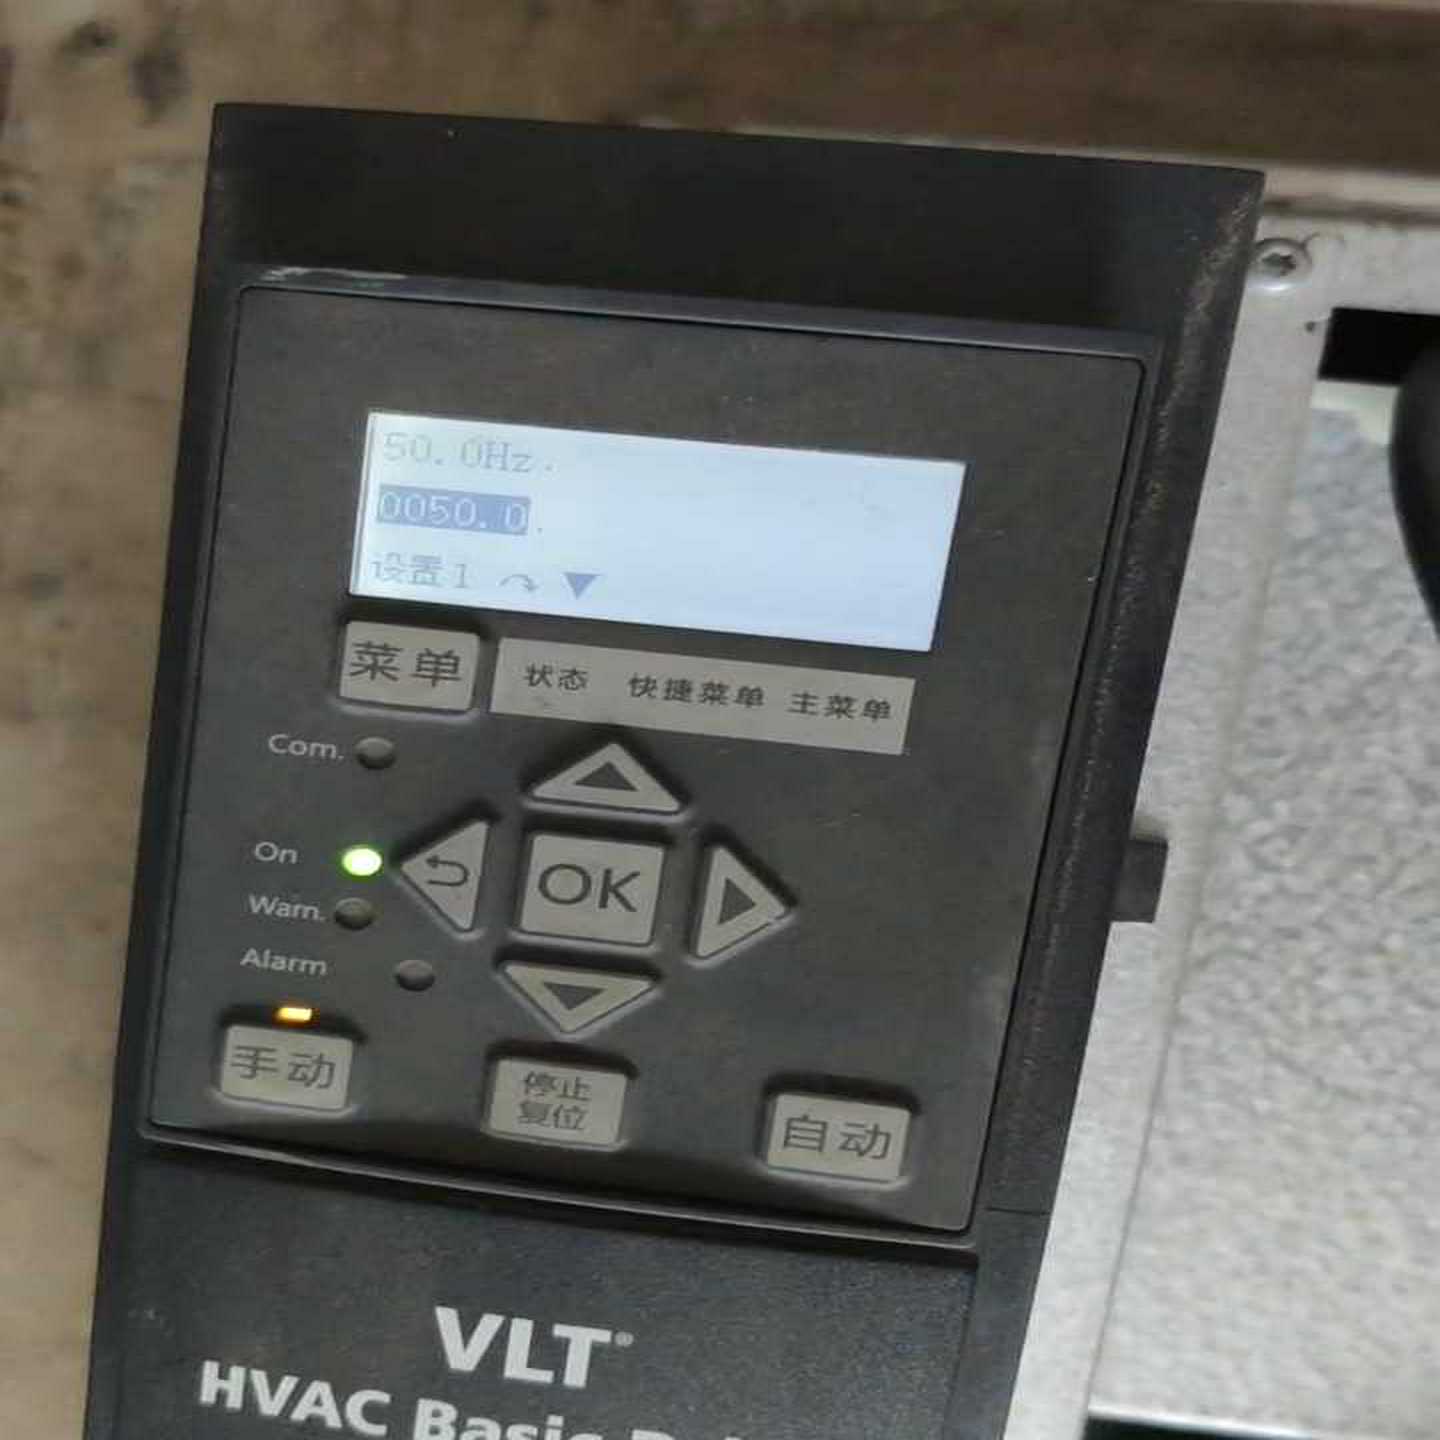 50.0Hz.
0050.0.
设置1
菜单
状态 快捷菜单 主菜单
Com.
On
OK
Warn.
Alarm
手动
停止
复位
自动
VLT®
HVAC Basic